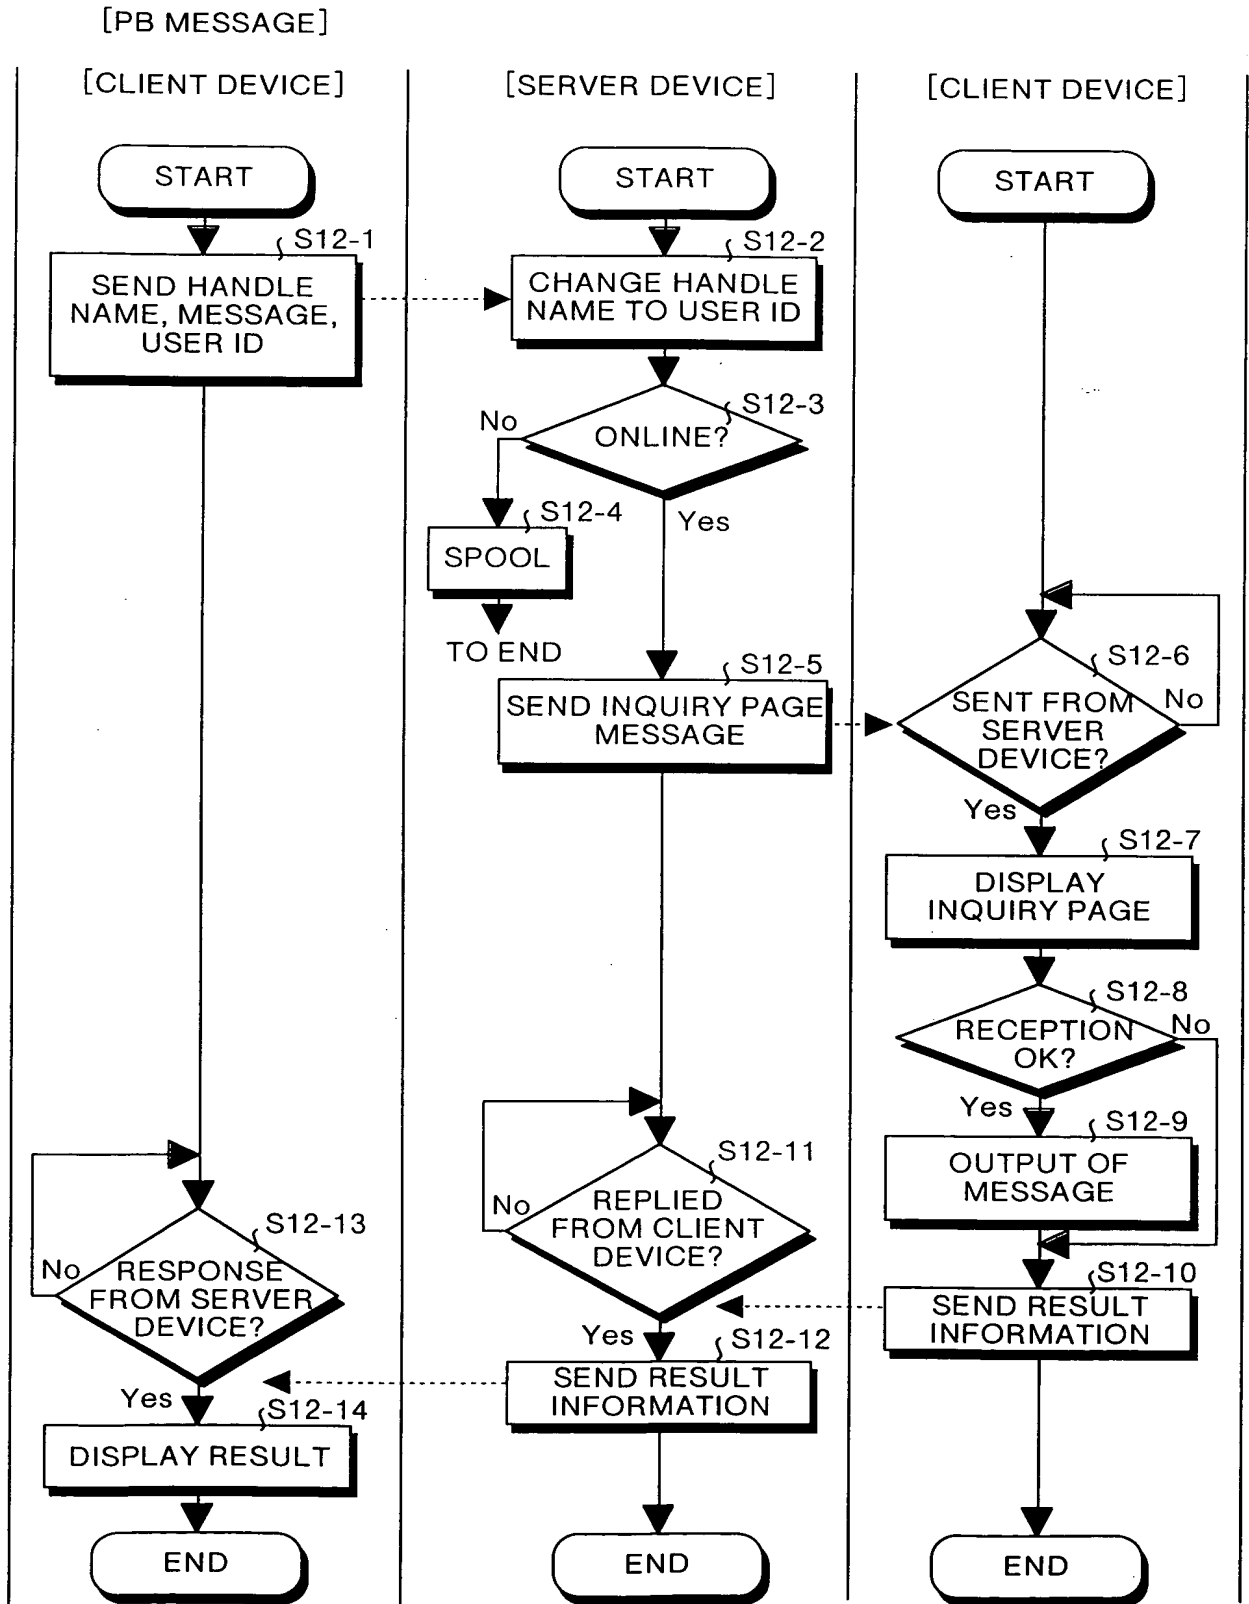 [PB MESSAGE]
[CLIENT DEVICE]
START
S12-1
SEND HANDLE
NAME, MESSAGE,
USER ID
S12-13
No
RESPONSE
FROM SERVER
DEVICE?
Yes
S12-14
DISPLAY RESULT
END
[SERVER DEVICE]
START
S12-2
CHANGE HANDLE
NAME TO USER ID
S12-3
No
ONLINE?
Yes
S12-4
SPOOL
TO END
S12-5
SEND INQUIRY PAGE
MESSAGE
S12-11
No
REPLIED
FROM CLIENT
DEVICE?
Yes
S12-12
SEND RESULT
INFORMATION
END
[CLIENT DEVICE]
START
S12-6
SENT FROM
SERVER
DEVICE?
No
Yes
S12-7
DISPLAY
INQUIRY PAGE
S12-8
RECEPTION
OK?
No
Yes
S12-9
OUTPUT OF
MESSAGE
S12-10
SEND RESULT
INFORMATION
END